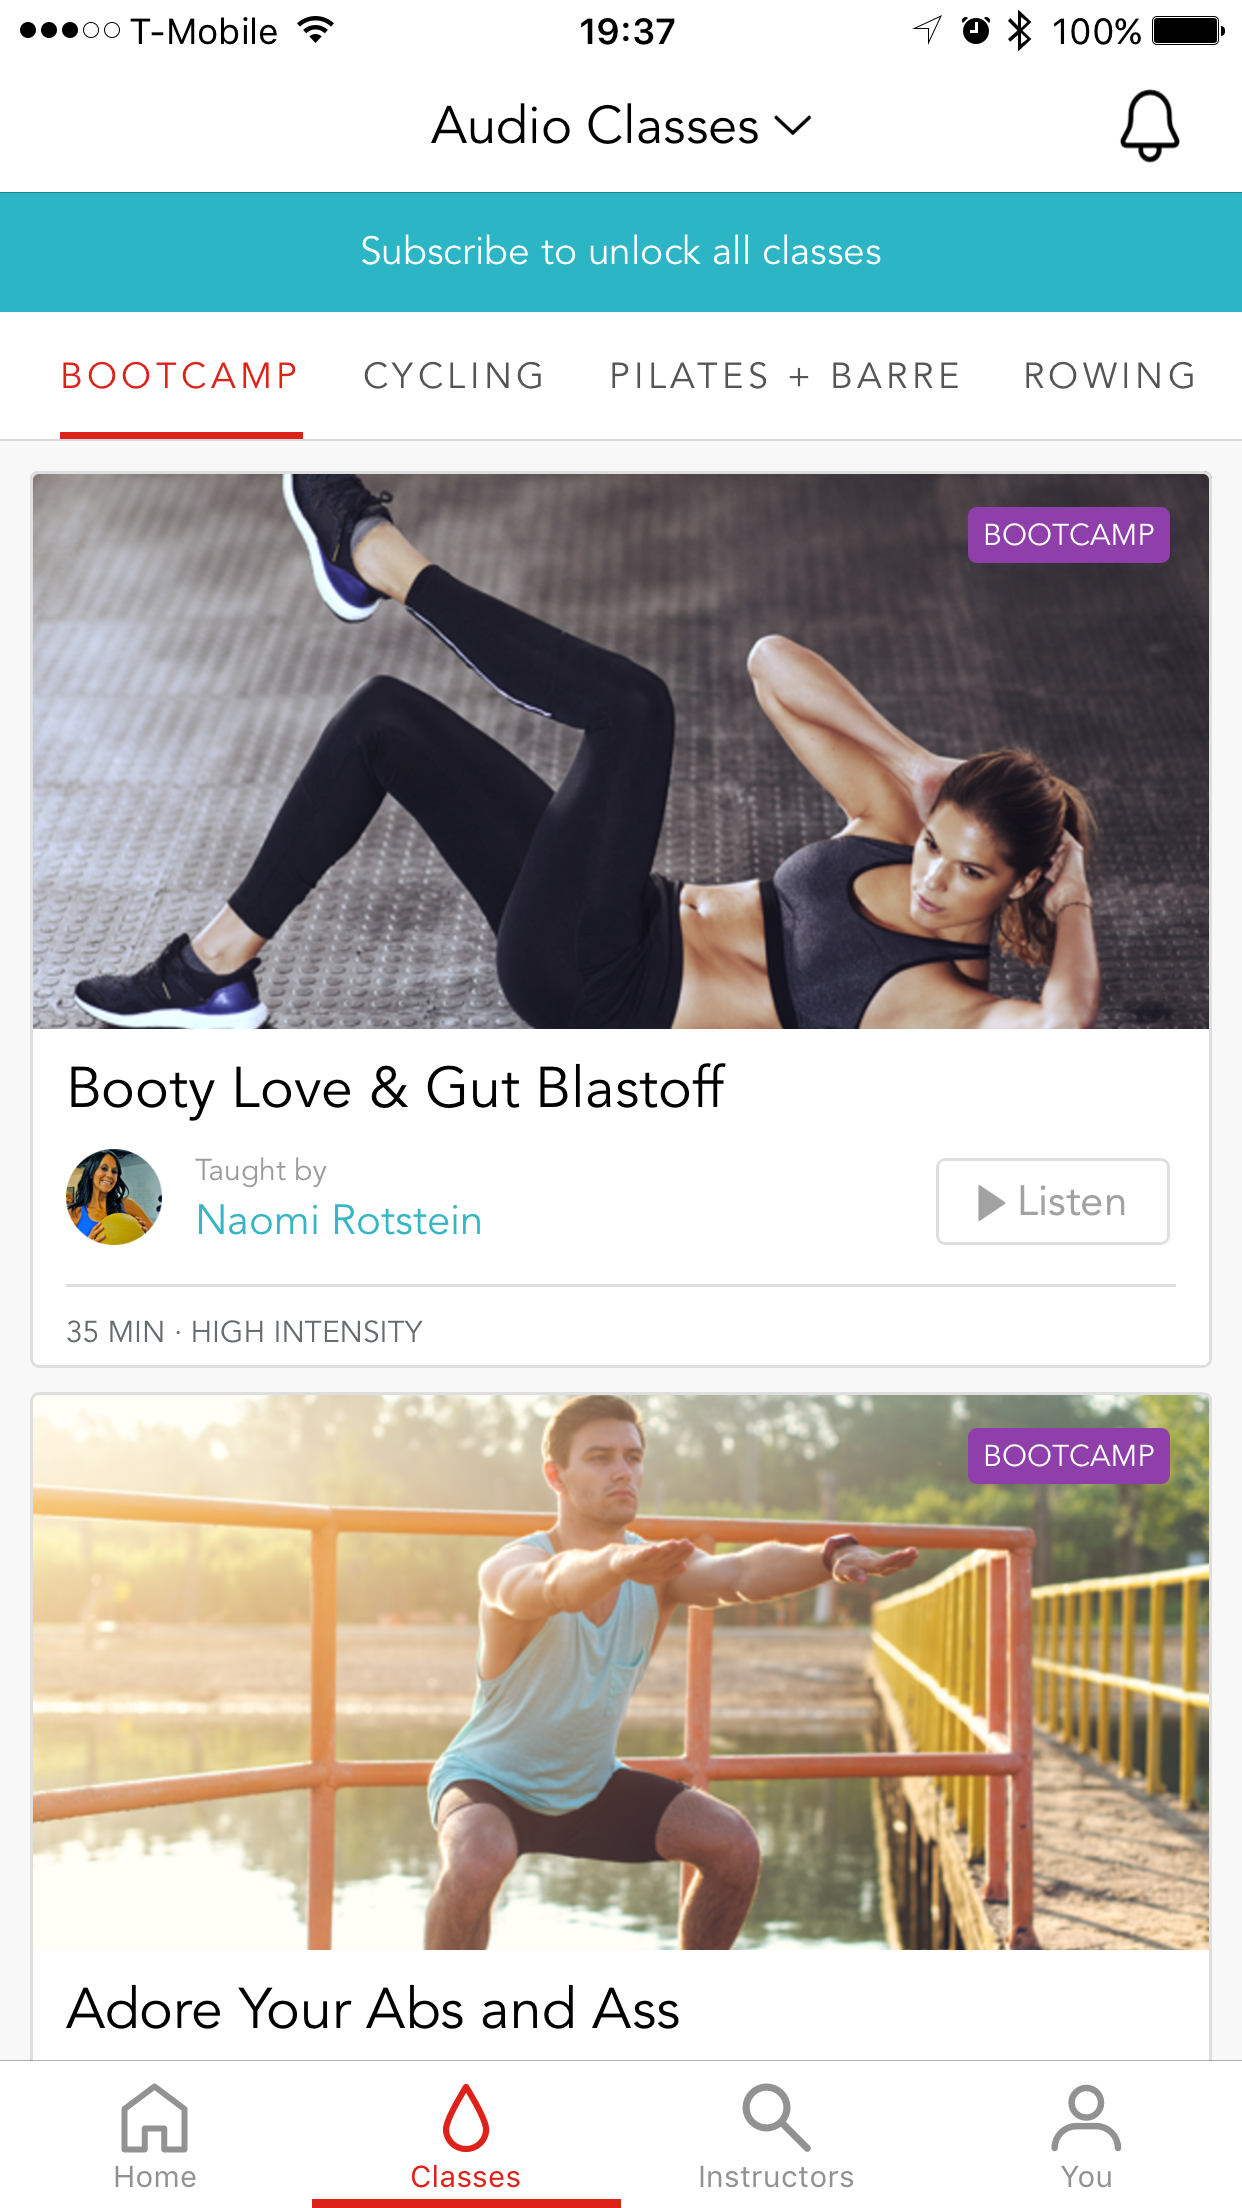 T-Mobile 19:37 100%
Audio Classes
Subscribe to unlock all classes
BOOTCAMP CYCLING PILATES + BARRE ROWING
BOOTCAMP
Booty Love & Gut Blastoff
Taught by
Naomi Rotstein
Listen
35 MIN · HIGH INTENSITY
BOOTCAMP
Adore Your Abs and Ass
Home Classes Instructors You